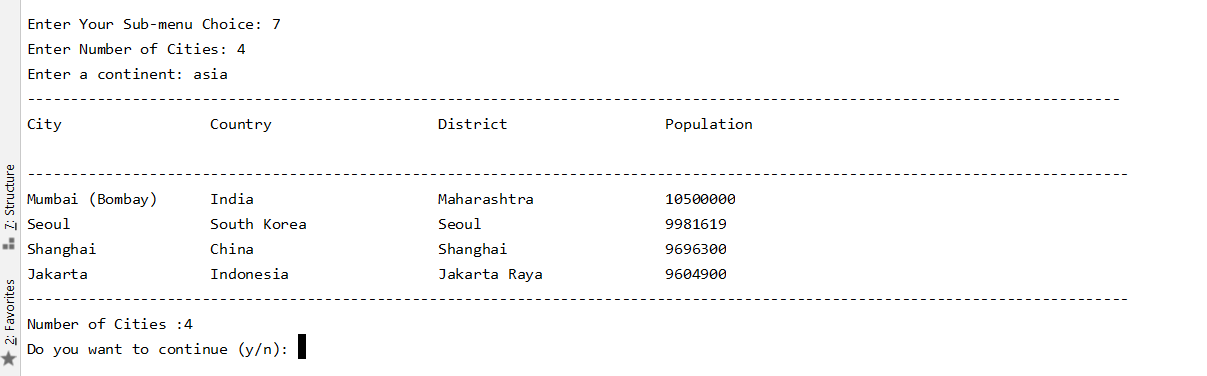 Enter Your Sub-menu Choice: 7
Enter Number of Cities: 4
Enter a continent: asia
------------------------------------------------------------------------------------------------------------------------------
City Country District Population
-------------------------------------------------------------------------------------------------------------------------------
Mumbai (Bombay) India Maharashtra 10500000
Seoul South Korea Seoul 9981619
Shanghai China Shanghai 9696300
Jakarta Indonesia Jakarta Raya 9604900
-------------------------------------------------------------------------------------------------------------------------------
Number of Cities :4
Do you want to continue (y/n):
7: Structure
2: Favorites